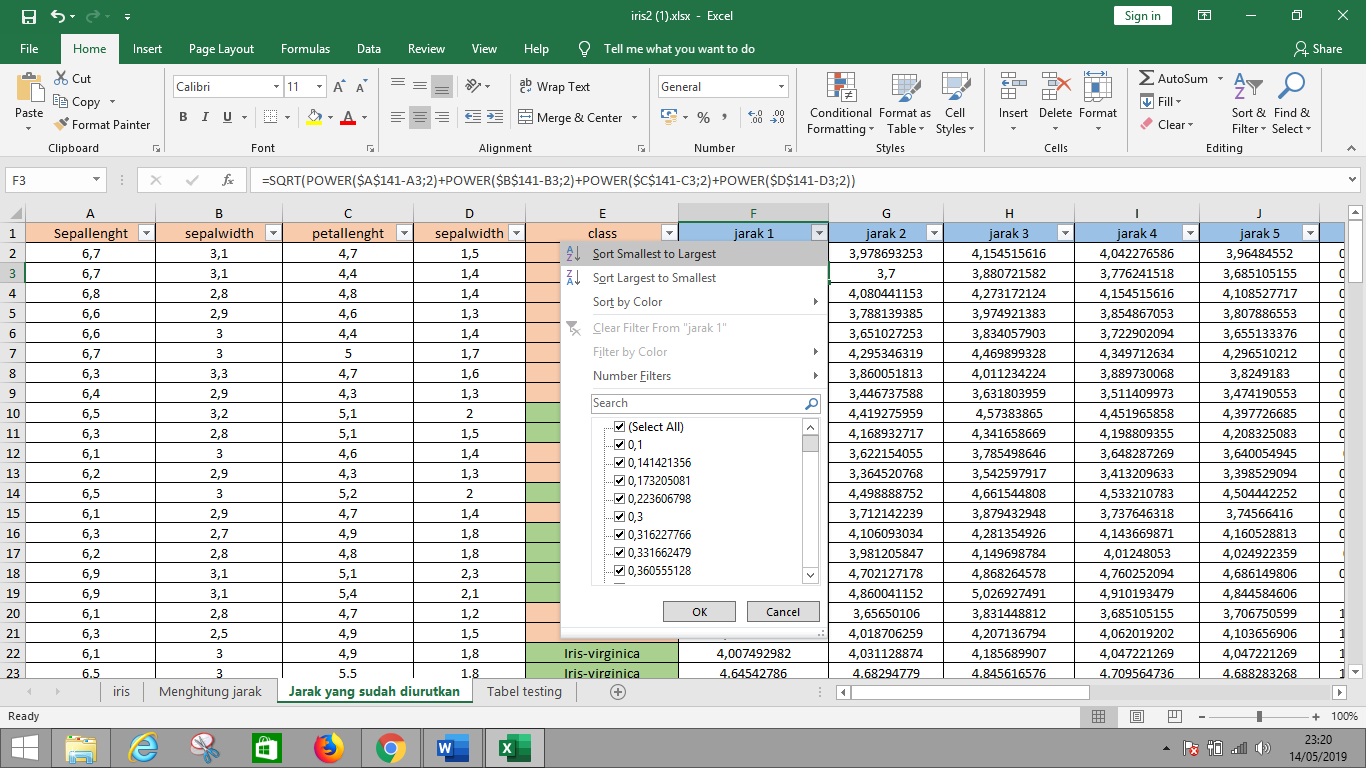 iris2 (1).xlsx - Excel
Sign in
File Home Insert Page Layout Formulas Data Review View Help Tell me what you want to do Share
Paste Cut Copy Format Painter
Calibri 11
B I U
Wrap Text
Merge & Center
General
% ,
Conditional Formatting Format as Table Cell Styles
Insert Delete Format
AutoSum Fill Clear
Sort & Filter Find & Select
Clipboard Font Alignment Number Styles Cells Editing
F3 fx =SQRT(POWER($A$141-A3;2)+POWER($B$141-B3;2)+POWER($C$141-C3;2)+POWER($D$141-D3;2))
A B C D E F G H I J
1 Sepallenght sepalwidth petallenght sepalwidth class jarak 1 jarak 2 jarak 3 jarak 4 jarak 5
2 6,7 3,1 4,7 1,5 3,978693253 4,154515616 4,042276586 3,96484552
3 6,7 3,1 4,4 1,4 3,7 3,880721582 3,776241518 3,685105155
4 6,8 2,8 4,8 1,4 4,080441153 4,273172124 4,154515616 4,108527717
5 6,6 2,9 4,6 1,3 3,788139385 3,974921383 3,854867053 3,807886553
6 6,6 3 4,4 1,4 3,651027253 3,834057903 3,722902094 3,655133376
7 6,7 3 5 1,7 4,295346319 4,469899328 4,349712634 4,296510212
8 6,3 3,3 4,7 1,6 3,860051813 4,011234224 3,889730068 3,8249183
9 6,4 2,9 4,3 1,3 3,446737588 3,631803959 3,511409973 3,474190553
10 6,5 3,2 5,1 2 4,419275959 4,57383865 4,451965858 4,397726685
11 6,3 2,8 5,1 1,5 4,168932717 4,341658669 4,198809355 4,208325083
12 6,1 3 4,6 1,4 3,622154055 3,785498646 3,648287269 3,640054945
13 6,2 2,9 4,3 1,3 3,364520768 3,542597917 3,413209633 3,398529094
14 6,5 3 5,2 2 4,498888752 4,661544808 4,533210783 4,504442252
15 6,1 2,9 4,7 1,4 3,712142239 3,879432948 3,737646318 3,74566416
16 6,3 2,7 4,9 1,8 4,106093034 4,281354926 4,143669871 4,160528813
17 6,2 2,8 4,8 1,8 3,981205847 4,149698784 4,01248053 4,024922359
18 6,9 3,1 5,1 2,3 4,702127178 4,868264578 4,760252094 4,686149806
19 6,9 3,1 5,4 2,1 4,860041152 5,026927491 4,910193479 4,844584606
20 6,1 2,8 4,7 1,2 3,65650106 3,831448812 3,685105155 3,706750599
21 6,3 2,5 4,9 1,5 4,018706259 4,207136794 4,062019202 4,103656906
22 6,1 3 4,9 1,8 Iris-virginica 4,007492982 4,031128874 4,185689907 4,047221269 4,047221269
23 6,5 3 5,5 1,8 Iris-virginica 4,64542786 4,68294779 4,845616576 4,709564736 4,688283268
Sort Smallest to Largest
Sort Largest to Smallest
Sort by Color
Clear Filter From "jarak 1"
Filter by Color
Number Filters
Search
(Select All)
0,1
0,141421356
0,173205081
0,223606798
0,3
0,316227766
0,331662479
0,360555128
OK Cancel
iris Menghitung jarak Jarak yang sudah diurutkan Tabel testing
Ready 100%
23:20
14/05/2019